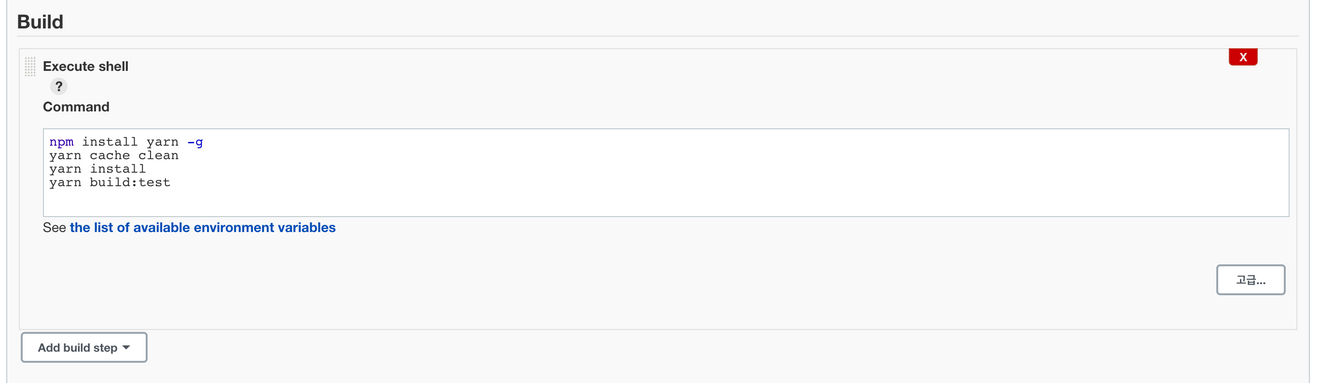 Build
X
Execute shell
?
Command
npm install yarn -g
yarn cache clean
yarn install
yarn build:test
See the list of available environment variables
고급...
Add build step